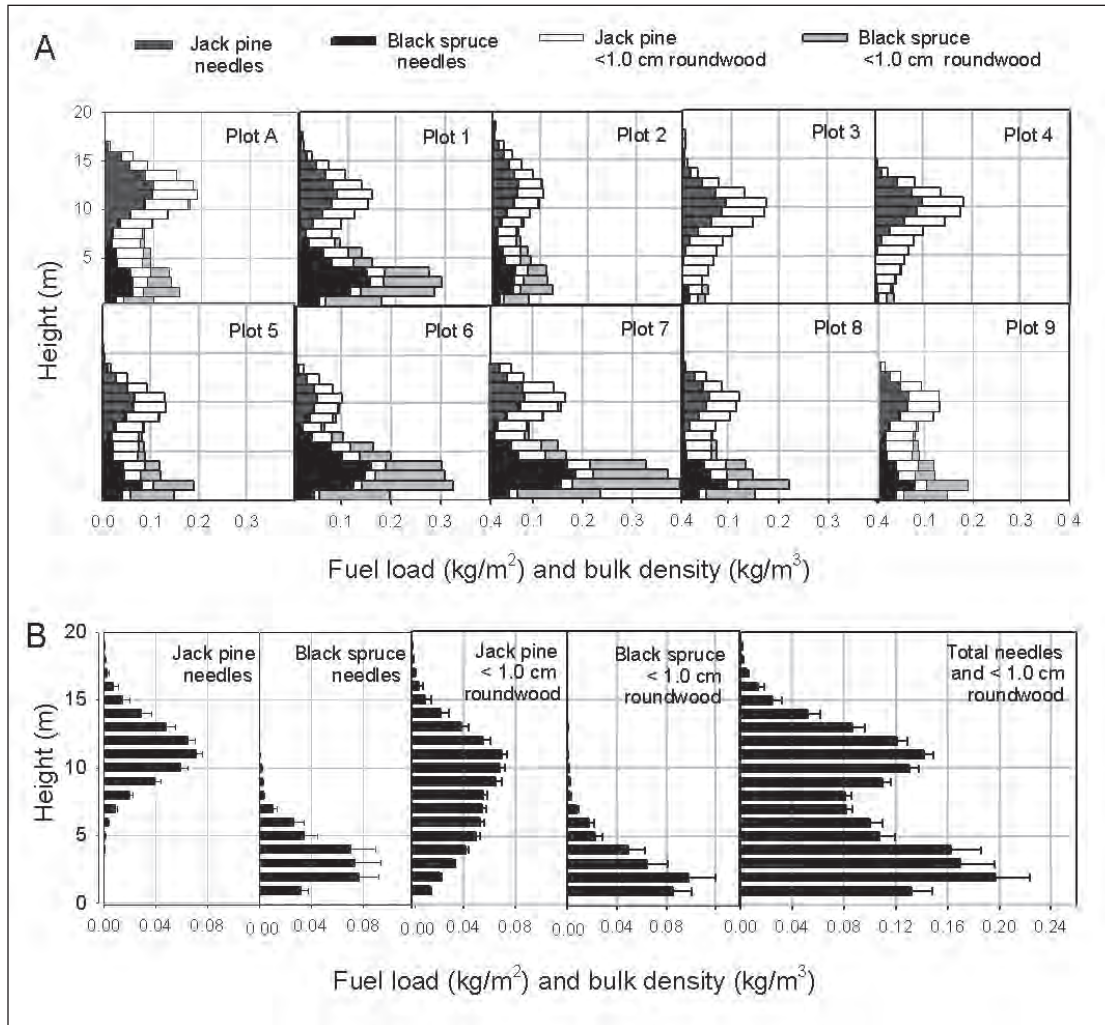 A
Jack pine
needles
Black spruce
needles
Jack pine
<1.0 cm roundwood
Black spruce
<1.0 cm roundwood
20
15
10
5
Plot A
Plot 1
Plot 2
Plot 3
Plot 4
Plot 5
Plot 6
Plot 7
Plot 8
Plot 9
Height (m)
0.0 0.1 0.2 0.3 0.1 0.2 0.3 0.4 0.1 0.2 0.3 0.4 0.1 0.2 0.3 0.4 0.1 0.2 0.3 0.4
Fuel load (kg/m²) and bulk density (kg/m³)
B
20
15
10
5
0
Height (m)
Jack pine
needles
Black spruce
needles
Jack pine
< 1.0 cm
roundwood
Black spruce
< 1.0 cm
roundwood
Total needles
and < 1.0 cm
roundwood
0.00 0.04 0.08 0.00 0.04 0.08 0.00 0.04 0.08 0.00 0.04 0.08 0.00 0.04 0.08 0.12 0.16 0.20 0.24
Fuel load (kg/m²) and bulk density (kg/m³)